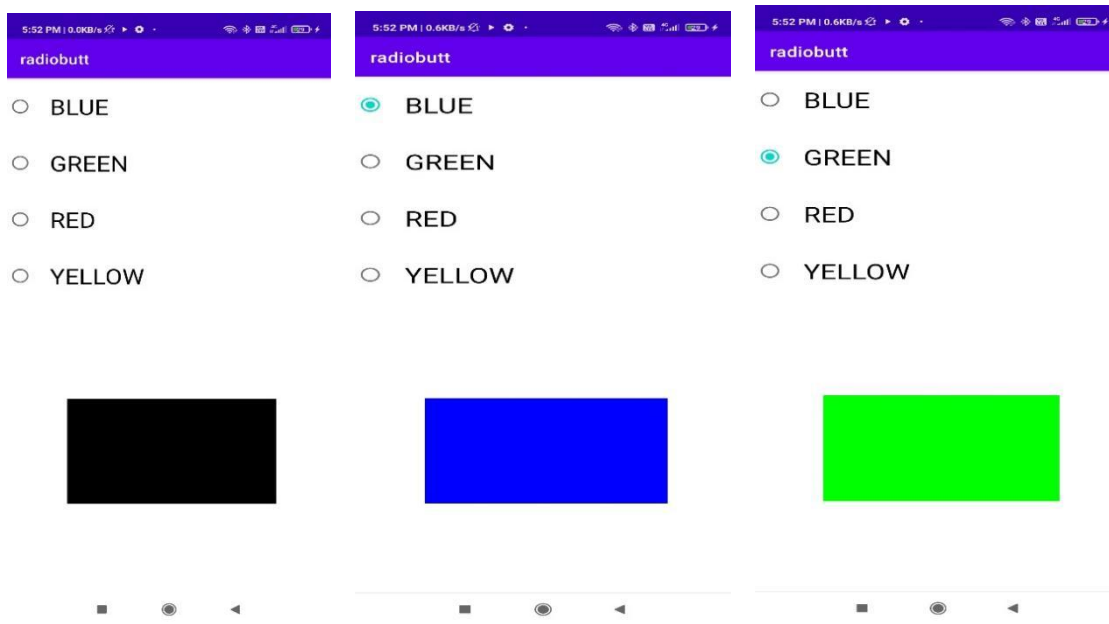 5:52 PM | 0.0KB/s
radiobutt
BLUE
GREEN
RED
YELLOW
5:52 PM | 0.6KB/s
radiobutt
BLUE
GREEN
RED
YELLOW
5:52 PM | 0.6KB/s
radiobutt
BLUE
GREEN
RED
YELLOW